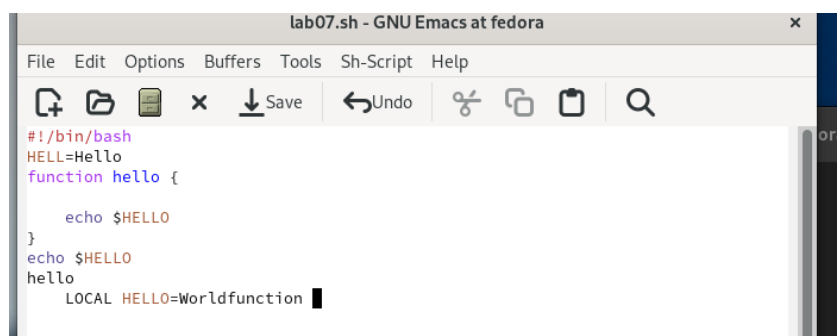 lab07.sh - GNU Emacs at fedora ×
File Edit Options Buffers Tools Sh-Script Help
Save Undo
#!/bin/bash
HELL=Hello
function hello {
echo $HELLO
}
echo $HELLO
hello
LOCAL HELLO=Worldfunction
or